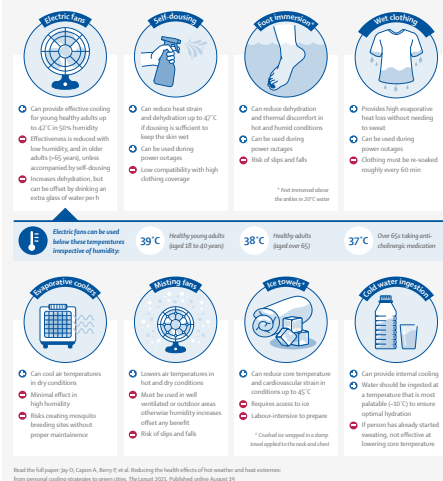 Electric fans
Can provide effective cooling
for young healthy adults up
to 42˚C in 50% humidity
Effectiveness is reduced with
low humidity, and in older
adults (>65 years), unless
accompanied by self-dousing
Increases dehydration, but
can be offset by drinking an
extra glass of water per h
Self-dousing
Can reduce heat strain
and dehydration up to 47˚C
if dousing is sufficient to
keep the skin wet
Can be used during
power outages
Low compatibility with high
clothing coverage
Foot immersion*
Can reduce dehydration
and thermal discomfort in
hot and humid conditions
Can be used during
power outages
Risk of slips and falls
* Feet immersed above
the ankles in 20˚C water
Wet clothing
Provides high evaporative
heat loss without needing
to sweat
Can be used during
power outages
Clothing must be re-soaked
roughly every 60 min
Electric fans can be used
below these temperatures
irrespective of humidity:
39˚C
Healthy young adults
(aged 18 to 40 years)
38˚C
Healthy adults
(aged over 65)
37˚C
Over 65s taking anti-
cholinergic medication
Evaporative coolers
Can cool air temperatures
in dry conditions
Minimal effect in
high humidity
Risks creating mosquito
breeding sites without
proper maintainence
Misting fans
Lowers air temperatures in
hot and dry conditions
Must be used in well
ventilated or outdoor areas
otherwise humidity increases
offset any benefit
Risk of slips and falls
Ice towels*
Can reduce core temperature
and cardiovascular strain in
conditions up to 45˚C
Requires access to ice
Labour-intensive to prepare
* Crushed ice wrapped in a damp
towel applied to the neck and chest
Cold water ingestion
Can provide internal cooling
Water should be ingested at
a temperature that is most
palatable (~10˚C) to ensure
optimal hydration
If person has already started
sweating, not effective at
lowering core temperature
Read the full paper: Jay O, Capon A, Berry P, et al. Reducing the health effects of hot weather and heat extremes:
from personal cooling strategies to green cities. The Lancet 2021. Published online August 19